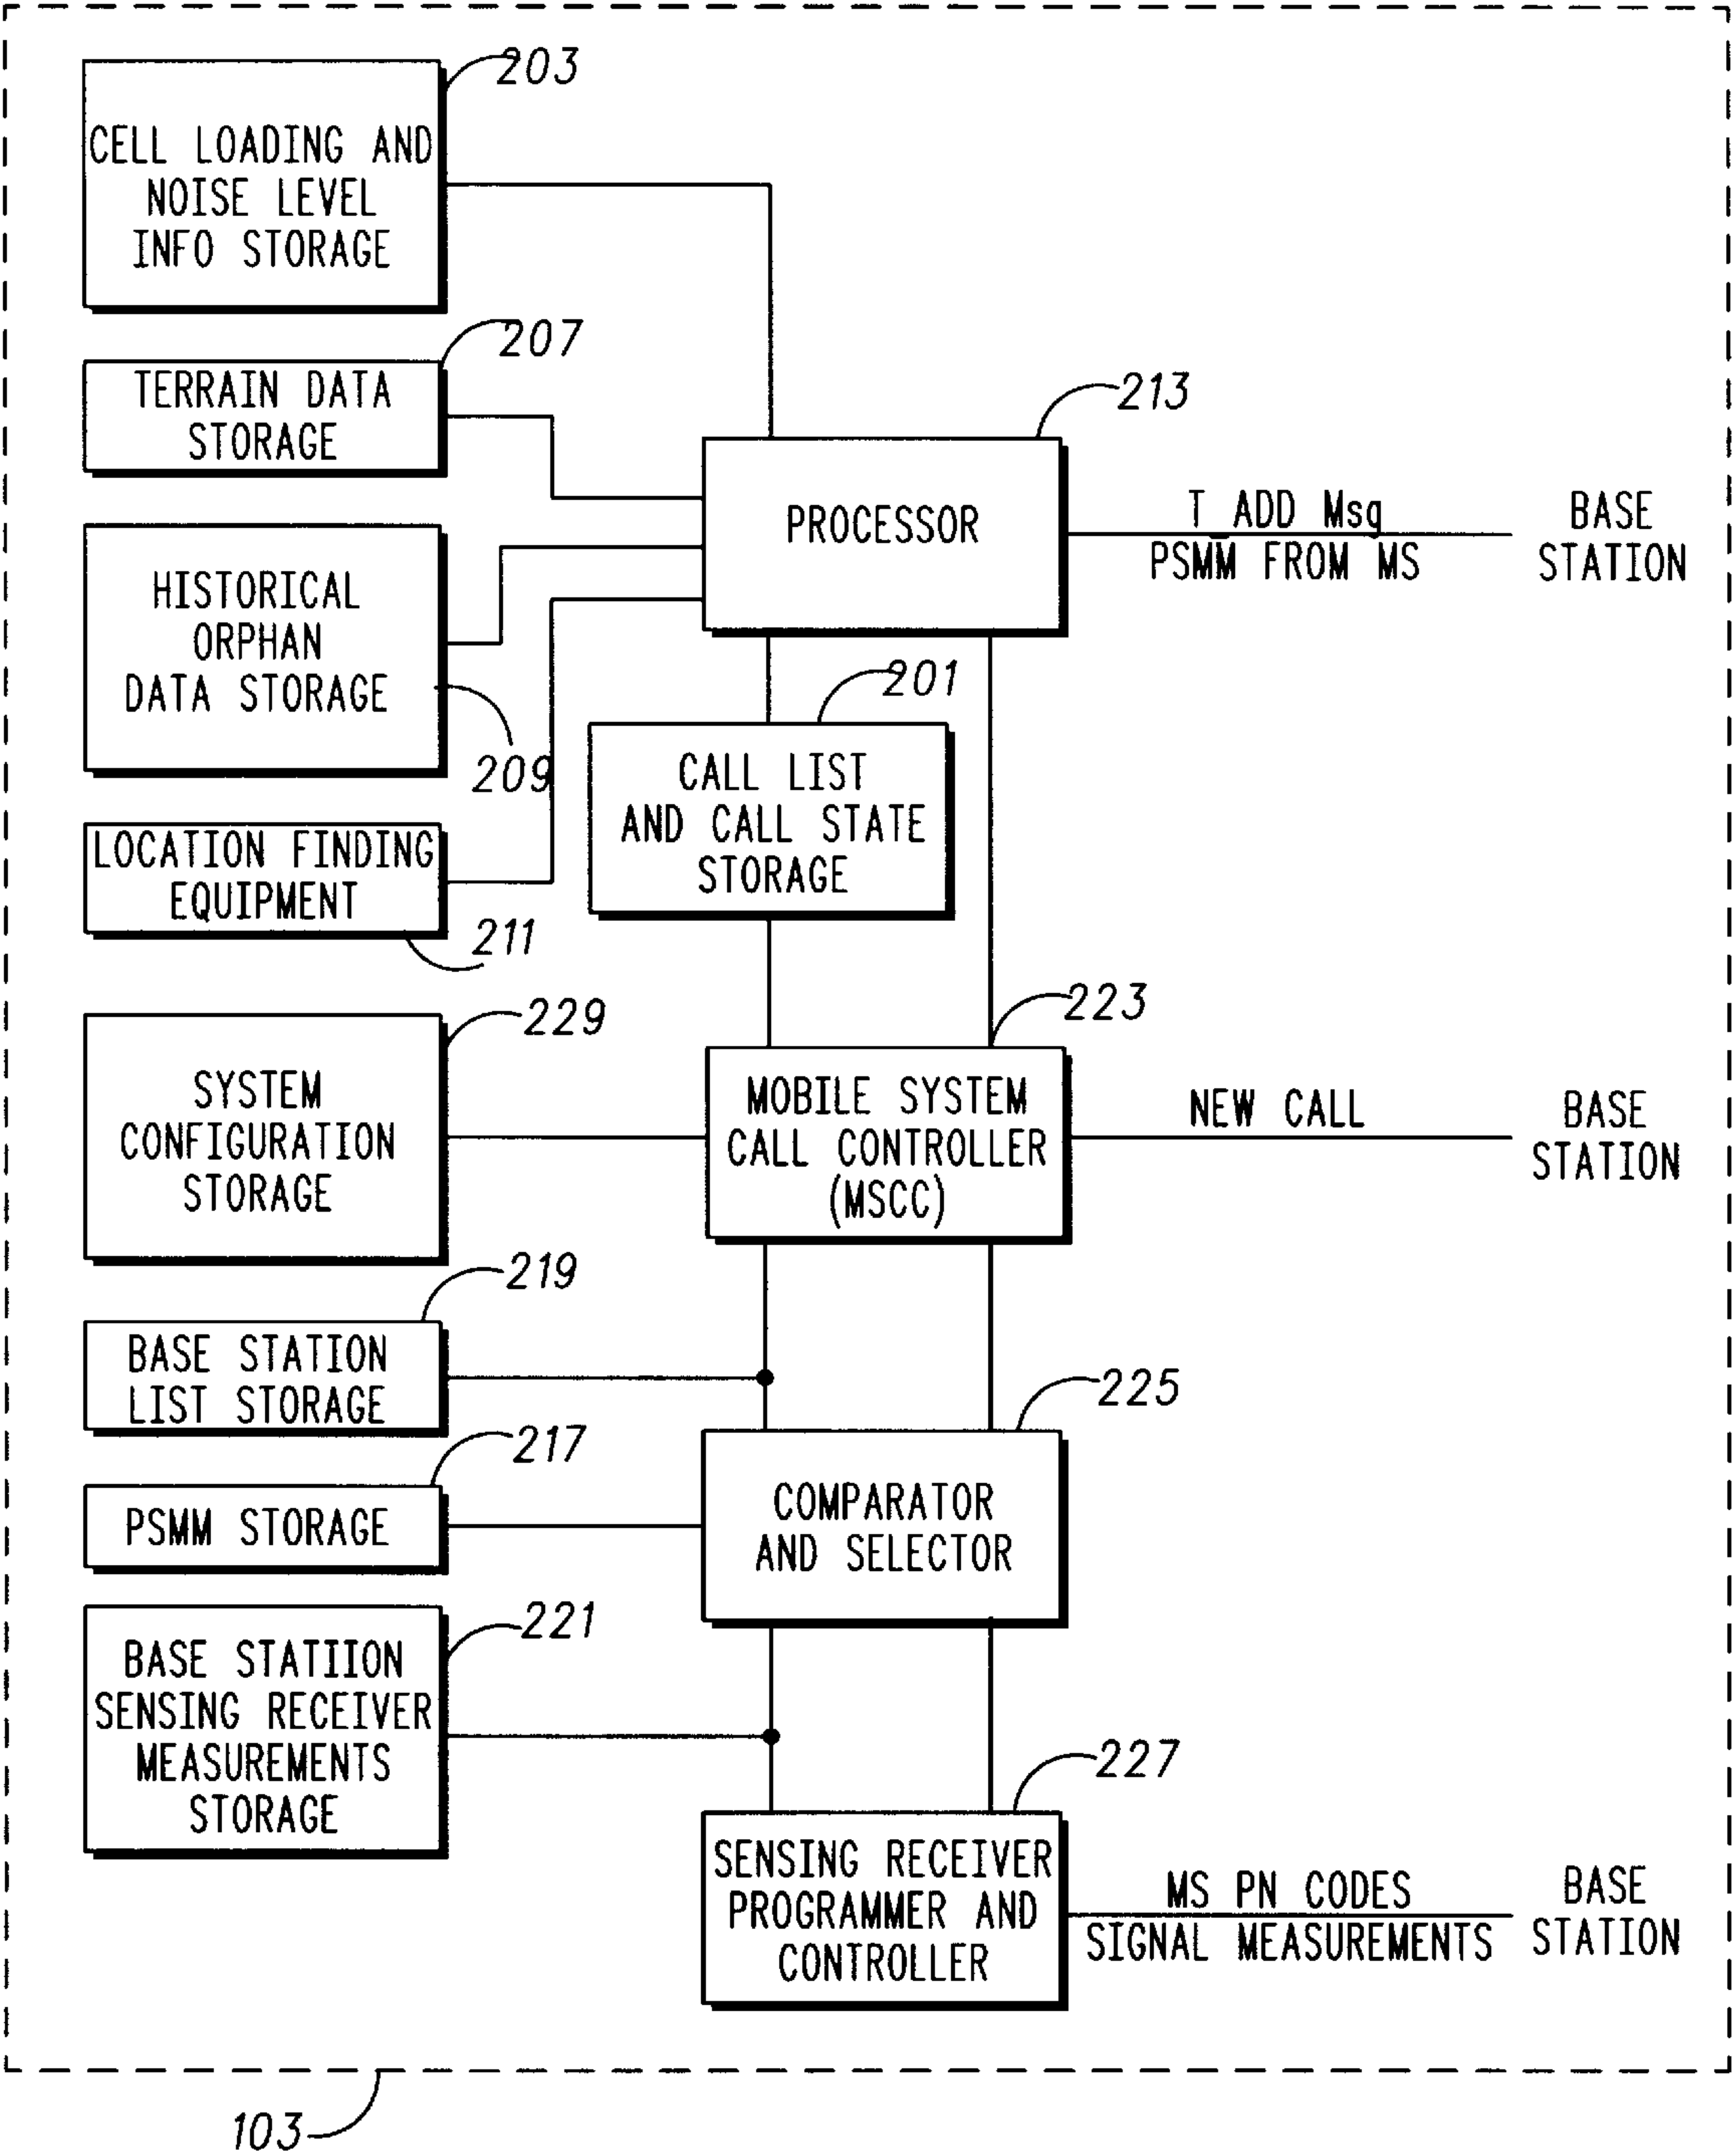 203
CELL LOADING AND
NOISE LEVEL
INFO STORAGE
207
TERRAIN DATA
STORAGE
213
PROCESSOR
T ADD Msg
PSMM FROM MS
BASE
STATION
HISTORICAL
ORPHAN
DATA STORAGE
209
201
CALL LIST
AND CALL STATE
STORAGE
LOCATION FINDING
EQUIPMENT
211
229
SYSTEM
CONFIGURATION
STORAGE
223
MOBILE SYSTEM
CALL CONTROLLER
(MSCC)
NEW CALL
BASE
STATION
219
BASE STATION
LIST STORAGE
225
COMPARATOR
AND SELECTOR
217
PSMM STORAGE
221
BASE STATIION
SENSING RECEIVER
MEASUREMENTS
STORAGE
227
SENSING RECEIVER
PROGRAMMER AND
CONTROLLER
MS PN CODES
SIGNAL MEASUREMENTS
BASE
STATION
103